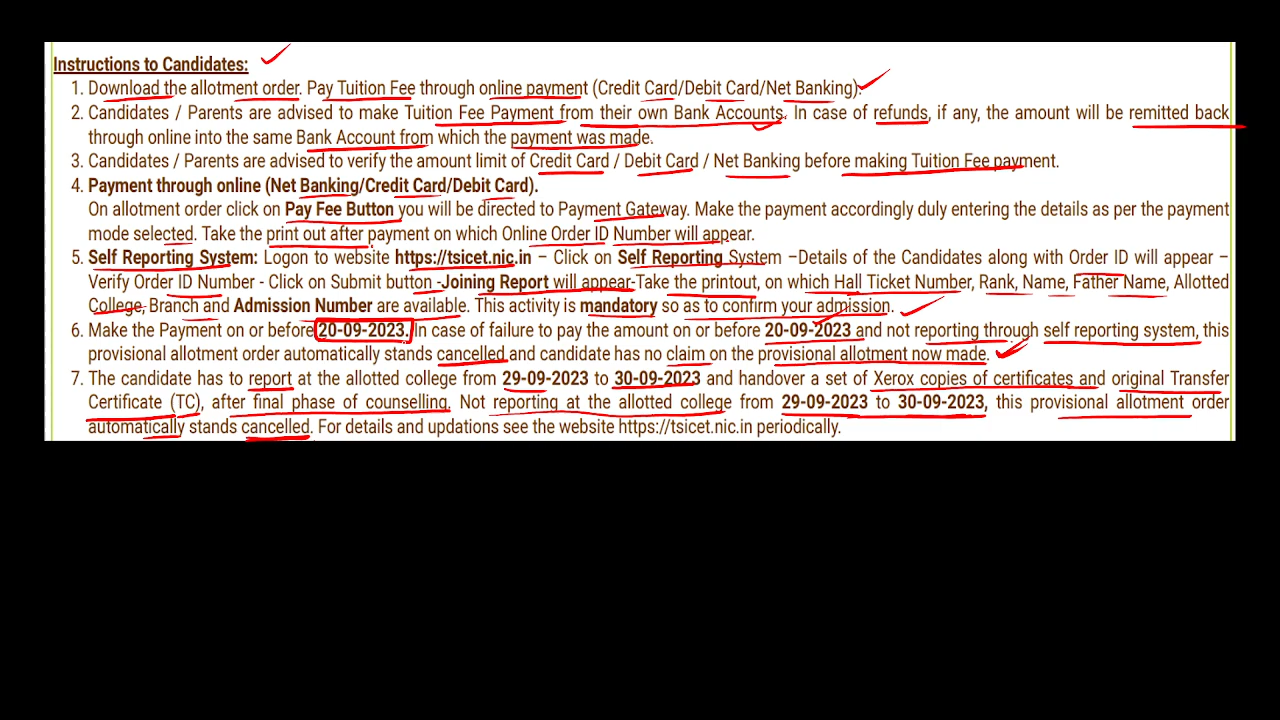 Instructions to Candidates:
1. Download the allotment order. Pay Tuition Fee through online payment (Credit Card/Debit Card/Net Banking).
2. Candidates / Parents are advised to make Tuition Fee Payment from their own Bank Accounts. In case of refunds, if any, the amount will be remitted back
through online into the same Bank Account from which the payment was made.
3. Candidates / Parents are advised to verify the amount limit of Credit Card / Debit Card / Net Banking before making Tuition Fee payment.
4. Payment through online (Net Banking/Credit Card/Debit Card).
On allotment order click on Pay Fee Button you will be directed to Payment Gateway. Make the payment accordingly duly entering the details as per the payment
mode selected. Take the print out after payment on which Online Order ID Number will appear.
5. Self Reporting System: Logon to website https://tsicet.nic.in – Click on Self Reporting System –Details of the Candidates along with Order ID will appear –
Verify Order ID Number - Click on Submit button -Joining Report will appear-Take the printout, on which Hall Ticket Number, Rank, Name, Father Name, Allotted
College, Branch and Admission Number are available. This activity is mandatory so as to confirm your admission.
6. Make the Payment on or before 20-09-2023. In case of failure to pay the amount on or before 20-09-2023 and not reporting through self reporting system, this
provisional allotment order automatically stands cancelled and candidate has no claim on the provisional allotment now made.
7. The candidate has to report at the allotted college from 29-09-2023 to 30-09-2023 and handover a set of Xerox copies of certificates and original Transfer
Certificate (TC), after final phase of counselling. Not reporting at the allotted college from 29-09-2023 to 30-09-2023, this provisional allotment order
automatically stands cancelled. For details and updations see the website https://tsicet.nic.in periodically.